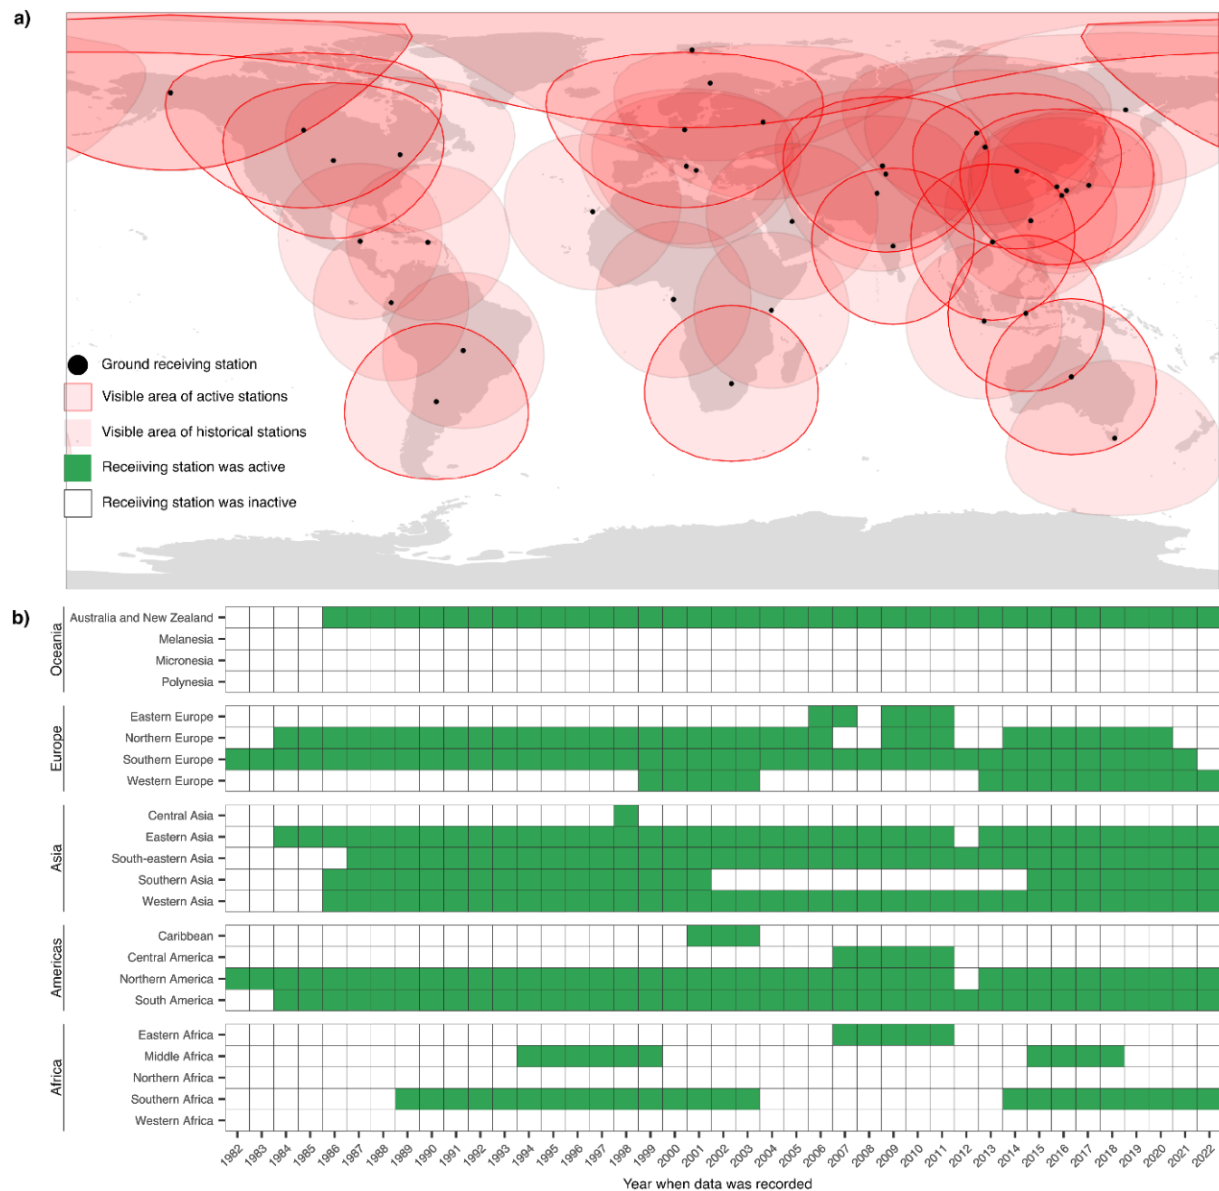 a)
Ground receiving station
Visible area of active stations
Visible area of historical stations
Receiiving station was active
Receiiving station was inactive
b)
Oceania
Australia and New Zealand
Melanesia
Micronesia
Polynesia
Europe
Eastern Europe
Northern Europe
Southern Europe
Western Europe
Asia
Central Asia
Eastern Asia
South-eastern Asia
Southern Asia
Western Asia
Americas
Caribbean
Central America
Northern America
South America
Africa
Eastern Africa
Middle Africa
Northern Africa
Southern Africa
Western Africa
1982 1983 1984 1985 1986 1987 1988 1989 1990 1991 1992 1993 1994 1995 1996 1997 1998 1999 2000 2001 2002 2003 2004 2005 2006 2007 2008 2009 2010 2011 2012 2013 2014 2015 2016 2017 2018 2019 2020 2021 2022
Year when data was recorded